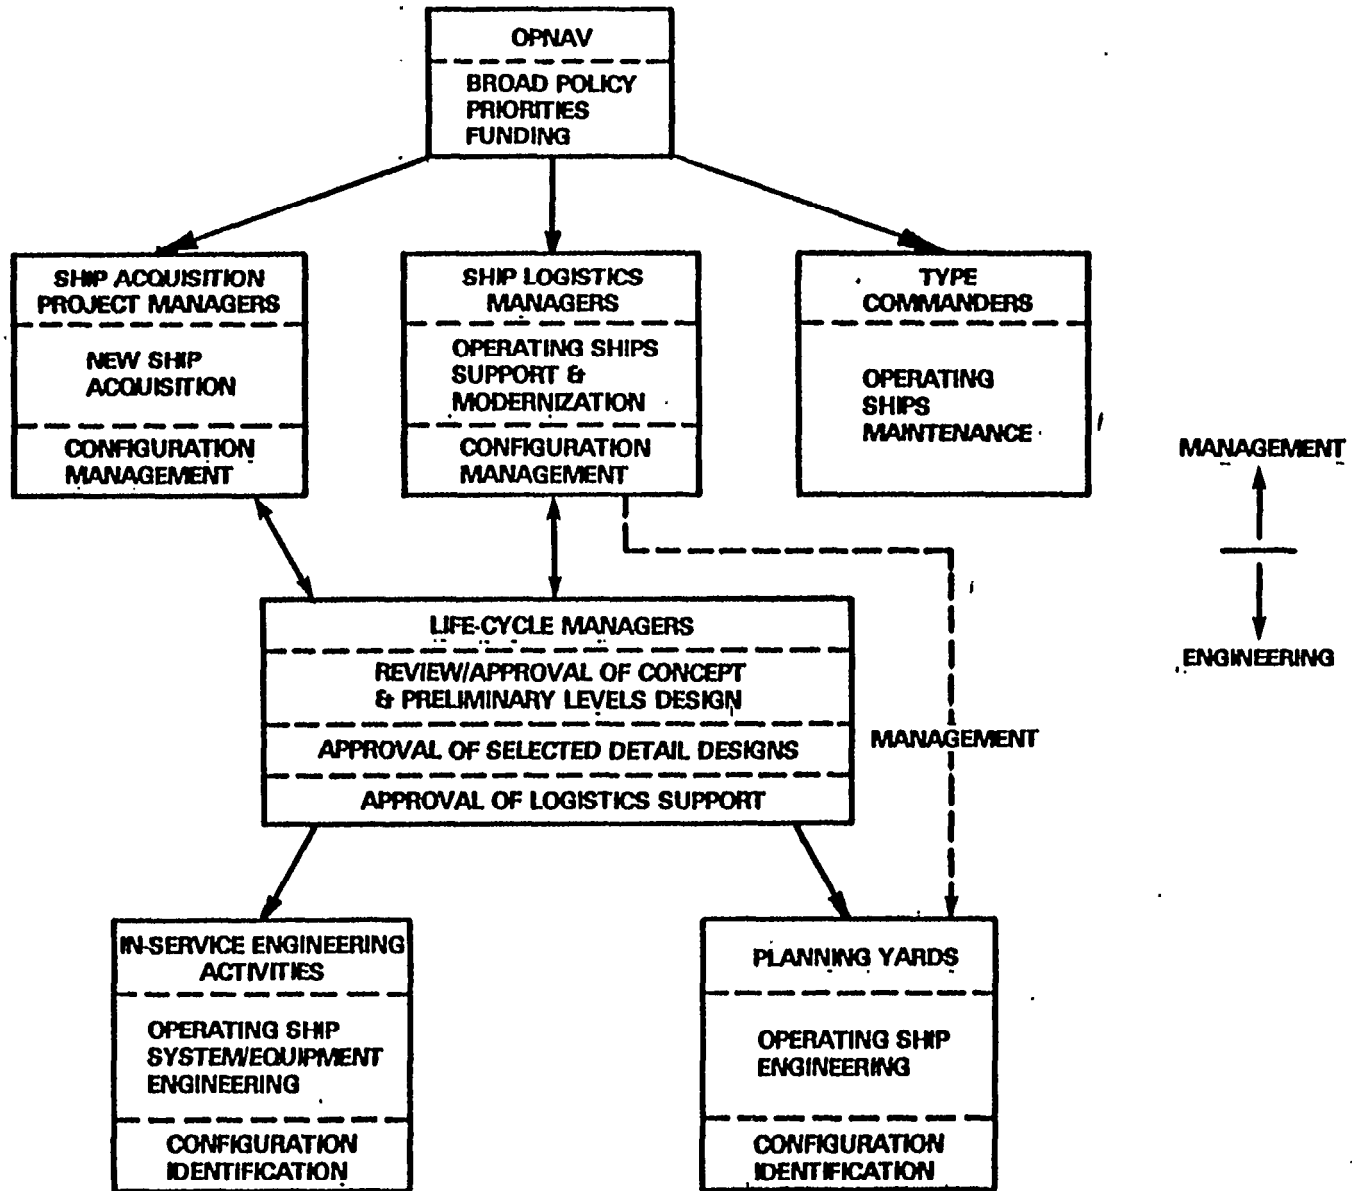 OPNAV
BROAD POLICY
PRIORITIES
FUNDING
SHIP ACQUISITION
PROJECT MANAGERS
NEW SHIP
ACQUISITION
CONFIGURATION
MANAGEMENT
SHIP LOGISTICS
MANAGERS
OPERATING SHIPS
SUPPORT &
MODERNIZATION
CONFIGURATION
MANAGEMENT
TYPE
COMMANDERS
OPERATING
SHIPS
MAINTENANCE
MANAGEMENT
ENGINEERING
LIFE-CYCLE MANAGERS
REVIEW/APPROVAL OF CONCEPT
& PRELIMINARY LEVELS DESIGN
APPROVAL OF SELECTED DETAIL DESIGNS
APPROVAL OF LOGISTICS SUPPORT
MANAGEMENT
IN-SERVICE ENGINEERING
ACTIVITIES
OPERATING SHIP
SYSTEM/EQUIPMENT
ENGINEERING
CONFIGURATION
IDENTIFICATION
PLANNING YARDS
OPERATING SHIP
ENGINEERING
CONFIGURATION
IDENTIFICATION